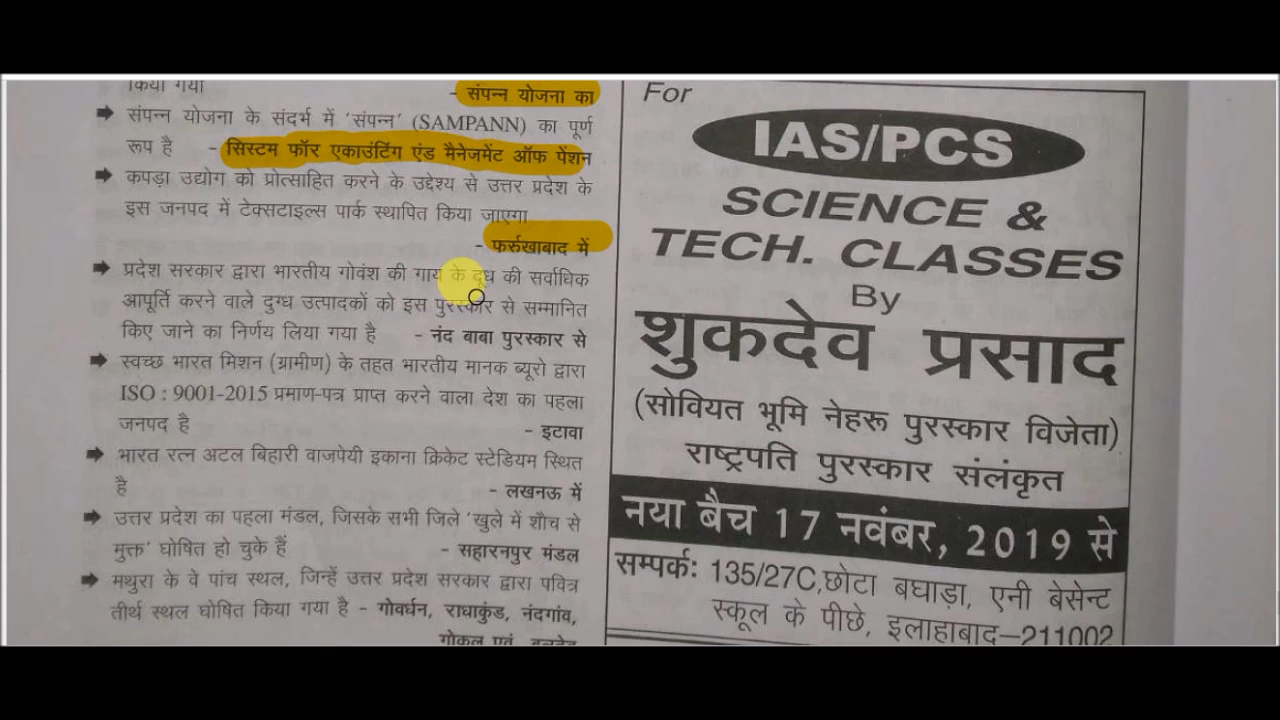 किया गया
- संपन्न योजना का
संपन्न योजना के संदर्भ में 'संपन्न' (SAMPANN) का पूर्ण
रूप है - सिस्टम फॉर एकाउंटिंग एंड मैनेजमेंट ऑफ पेंशन
कपड़ा उद्योग को प्रोत्साहित करने के उद्देश्य से उत्तर प्रदेश के
इस जनपद में टेक्सटाइल्स पार्क स्थापित किया जाएगा
- फर्रुखाबाद में
प्रदेश सरकार द्वारा भारतीय गोवंश की गाय के दूध की सर्वाधिक
आपूर्ति करने वाले दुग्ध उत्पादकों को इस पुरस्कार से सम्मानित
किए जाने का निर्णय लिया गया है - नंद बाबा पुरस्कार से
स्वच्छ भारत मिशन (ग्रामीण) के तहत भारतीय मानक ब्यूरो द्वारा
ISO : 9001-2015 प्रमाण-पत्र प्राप्त करने वाला देश का पहला
जनपद है - इटावा
भारत रत्न अटल बिहारी वाजपेयी इकाना क्रिकेट स्टेडियम स्थित
है - लखनऊ में
उत्तर प्रदेश का पहला मंडल, जिसके सभी जिले 'खुले में शौच से
मुक्त' घोषित हो चुके हैं - सहारनपुर मंडल
मथुरा के वे पांच स्थल, जिन्हें उत्तर प्रदेश सरकार द्वारा पवित्र
तीर्थ स्थल घोषित किया गया है - गोवर्धन, राधाकुंड, नंदगांव,
गोकुल एवं बलदेव
For
IAS/PCS
SCIENCE &
TECH. CLASSES
By
शुकदेव प्रसाद
(सोवियत भूमि नेहरू पुरस्कार विजेता)
राष्ट्रपति पुरस्कार संलंकृत
नया बैच 17 नवंबर, 2019 से
सम्पर्क: 135/27C,छोटा बघाड़ा, एनी बेसेन्ट
स्कूल के पीछे, इलाहाबाद–211002